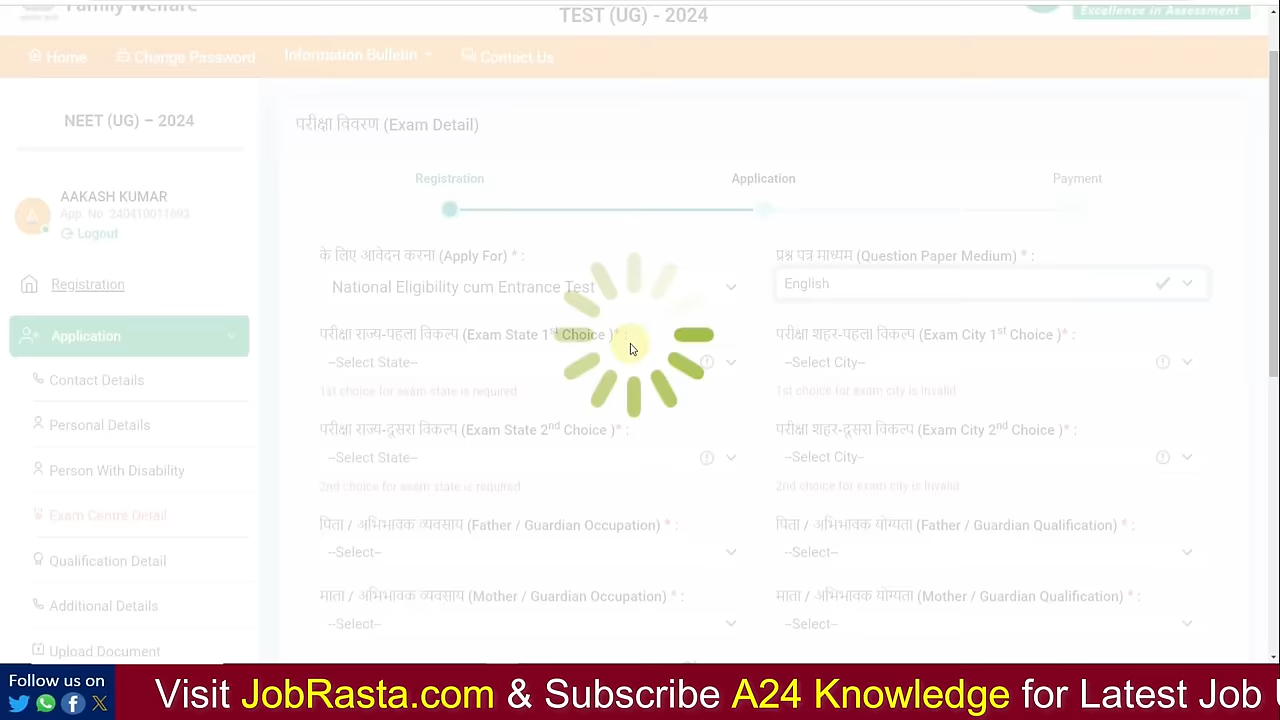 Family Welfare
TEST (UG) - 2024
Excellence in Assessment
Home
Change Password
Information Bulletin
Contact Us
NEET (UG) – 2024
AAKASH KUMAR
App. No 240410011693
Logout
Registration
Application
Contact Details
Personal Details
Person With Disability
Exam Centre Detail
Qualification Detail
Additional Details
Upload Document
परीक्षा विवरण (Exam Detail)
Registration
Application
Payment
के लिए आवेदन करना (Apply For) * :
National Eligibility cum Entrance Test
प्रश्न पत्र माध्यम (Question Paper Medium) * :
English
परीक्षा राज्य-पहला विकल्प (Exam State 1st Choice )* :
--Select State--
1st choice for exam state is required
परीक्षा शहर-पहला विकल्प (Exam City 1st Choice )* :
--Select City--
1st choice for exam city is invalid
परीक्षा राज्य-दूसरा विकल्प (Exam State 2nd Choice )* :
--Select State--
2nd choice for exam state is required
परीक्षा शहर-दूसरा विकल्प (Exam City 2nd Choice )* :
--Select City--
2nd choice for exam city is invalid
पिता / अभिभावक व्यवसाय (Father / Guardian Occupation) * :
--Select--
पिता / अभिभावक योग्यता (Father / Guardian Qualification) * :
--Select--
माता / अभिभावक व्यवसाय (Mother / Guardian Occupation) * :
--Select--
माता / अभिभावक योग्यता (Mother / Guardian Qualification) * :
--Select--
Follow us on
Visit JobRasta.com & Subscribe A24 Knowledge for Latest Job